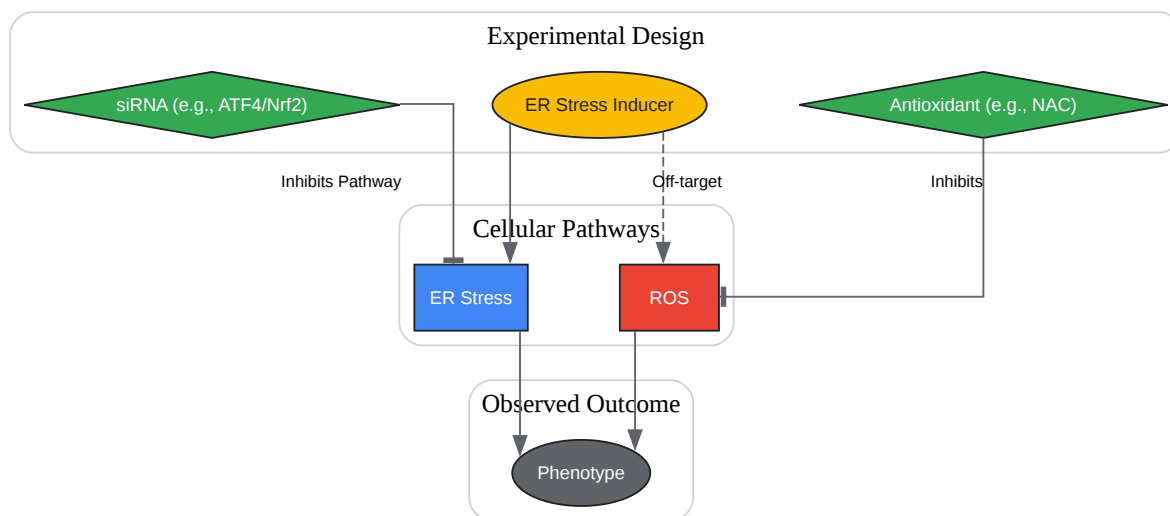 Experimental Design
siRNA (e.g., ATF4/Nrf2)
ER Stress Inducer
Antioxidant (e.g., NAC)
Inhibits Pathway
Off-target
Inhibits
Cellular Pathways
ER Stress
ROS
Observed Outcome
Phenotype